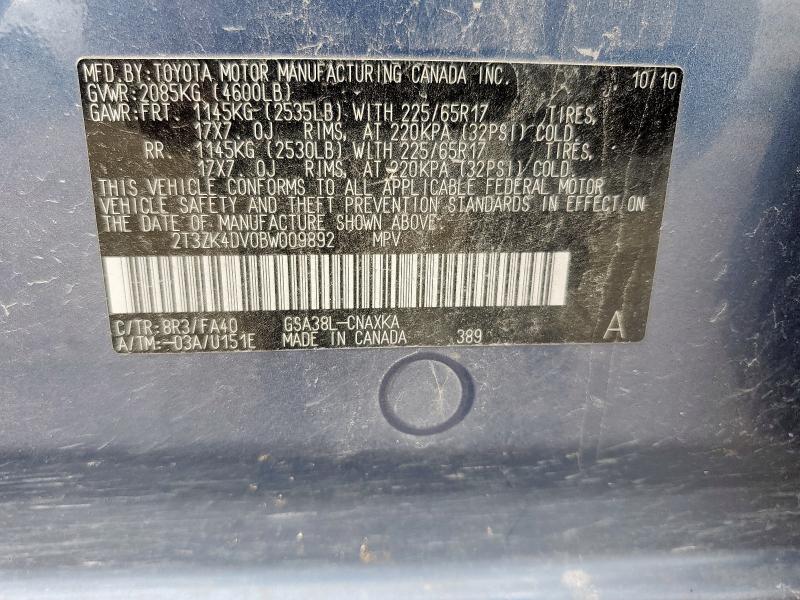 MFD.BY:TOYOTA MOTOR MANUFACTURING CANADA INC. 10/10
GVWR:2085KG (4600LB)
GAWR:FRT. 1145KG (2535LB) WITH 225/65R17 TIRES,
17X7.0J RIMS, AT 220KPA (32PSI) COLD.
RR. 1145KG (2530LB) WITH 225/65R17 TIRES,
17X7.0J RIMS, AT 220KPA (32PSI) COLD.
THIS VEHICLE CONFORMS TO ALL APPLICABLE FEDERAL MOTOR
VEHICLE SAFETY AND THEFT PREVENTION STANDARDS IN EFFECT ON
THE DATE OF MANUFACTURE SHOWN ABOVE.
2T3ZK4DV0BW009892 MPV
C/TR:8R3/FA40 GSA38L-CNAXKA
A/TM:-03A/U151E MADE IN CANADA 389 A